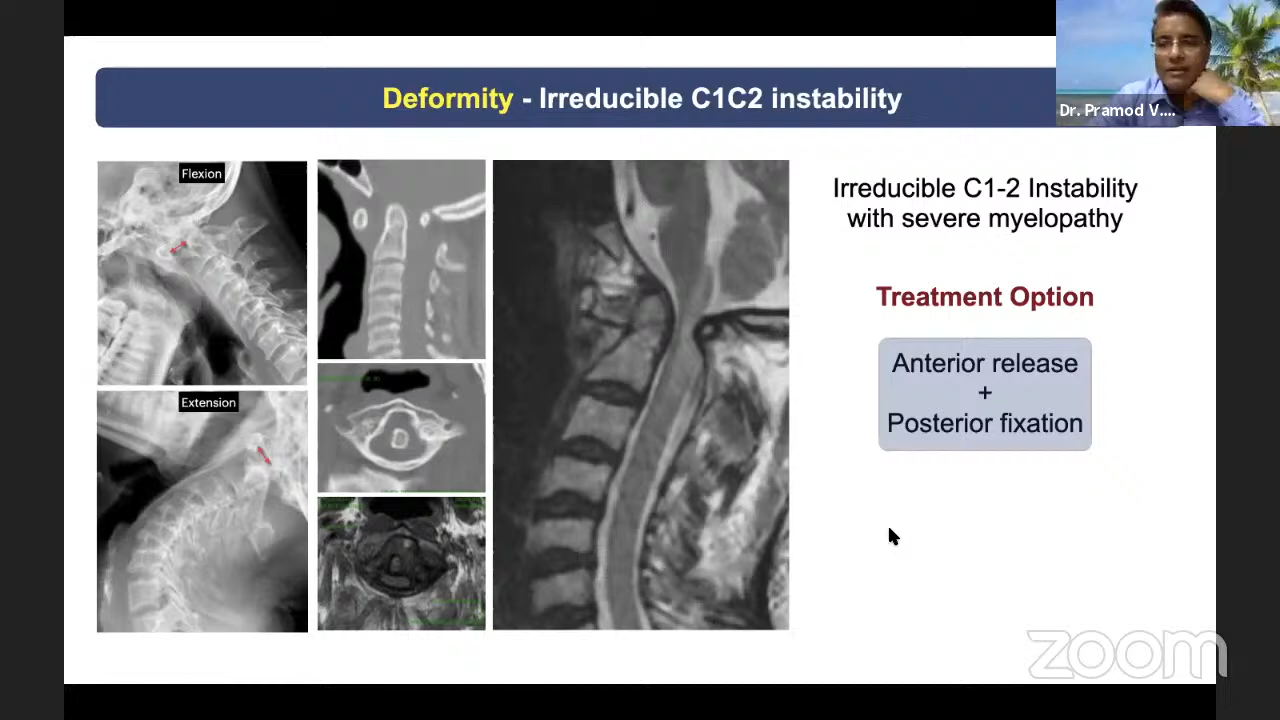 Deformity - Irreducible C1C2 instability
Dr. Pramod V....
Flexion
Extension
Irreducible C1-2 Instability
with severe myelopathy
Treatment Option
Anterior release
+
Posterior fixation
zoom